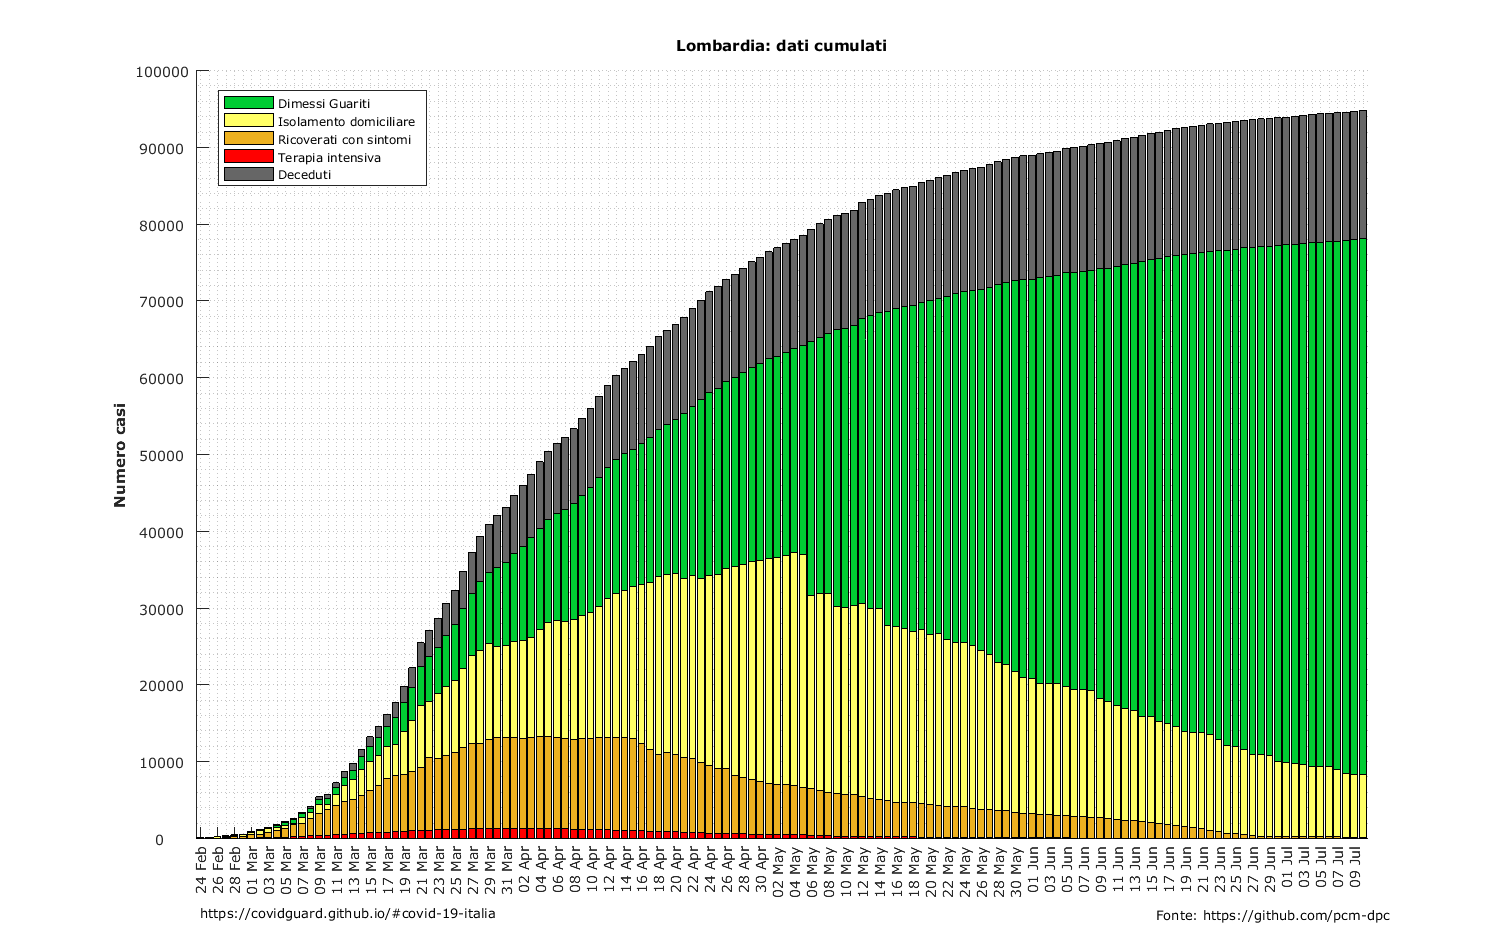 Lombardia: dati cumulati
100000
90000
80000
70000
60000
50000
40000
30000
20000
10000
0
Numero casi
Dimessi Guariti
Isolamento domiciliare
Ricoverati con sintomi
Terapia intensiva
Deceduti
24 Feb
26 Feb
28 Feb
01 Mar
03 Mar
05 Mar
07 Mar
09 Mar
11 Mar
13 Mar
15 Mar
17 Mar
19 Mar
21 Mar
23 Mar
25 Mar
27 Mar
29 Mar
31 Mar
02 Apr
04 Apr
06 Apr
08 Apr
10 Apr
12 Apr
14 Apr
16 Apr
18 Apr
20 Apr
22 Apr
24 Apr
26 Apr
28 Apr
30 Apr
02 May
04 May
06 May
08 May
10 May
12 May
14 May
16 May
18 May
20 May
22 May
24 May
26 May
28 May
30 May
01 Jun
03 Jun
05 Jun
07 Jun
09 Jun
11 Jun
13 Jun
15 Jun
17 Jun
19 Jun
21 Jun
23 Jun
25 Jun
27 Jun
29 Jun
01 Jul
03 Jul
05 Jul
07 Jul
09 Jul
https://covidguard.github.io/#covid-19-italia
Fonte: https://github.com/pcm-dpc